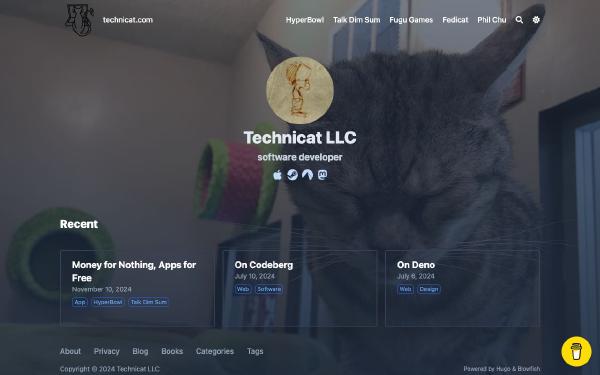 technicat.com
HyperBowl Talk Dim Sum Fugu Games Fedicat Phil Chu
Technicat LLC
software developer
Recent
Money for Nothing, Apps for
Free
November 10, 2024
App HyperBowl Talk Dim Sum
On Codeberg
July 10, 2024
Web Software
On Deno
July 6, 2024
Web Design
About Privacy Blog Books Categories Tags
Copyright © 2024 Technicat LLC
Powered by Hugo & Blowfish